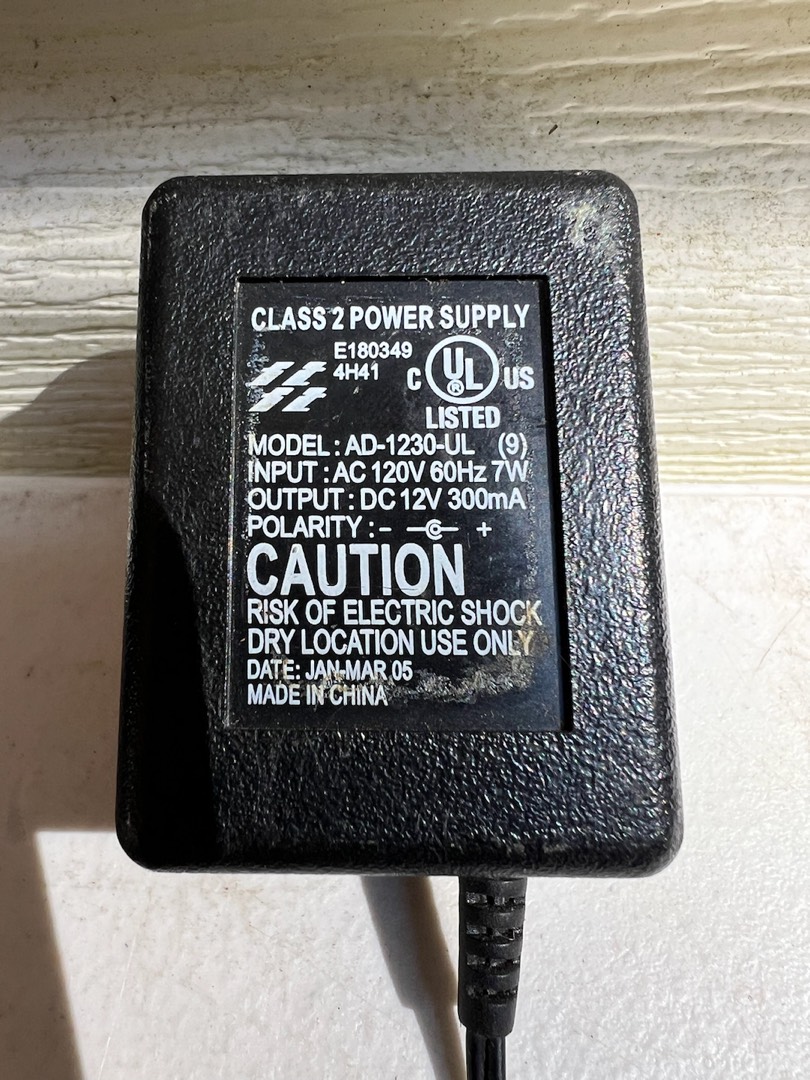 CLASS 2 POWER SUPPLY
E180349
4H41
C UL ® US
LISTED
MODEL : AD-1230-UL (9)
INPUT : AC 120V 60Hz 7W
OUTPUT : DC 12V 300mA
POLARITY : - +
CAUTION
RISK OF ELECTRIC SHOCK
DRY LOCATION USE ONLY
DATE: JAN-MAR 05
MADE IN CHINA